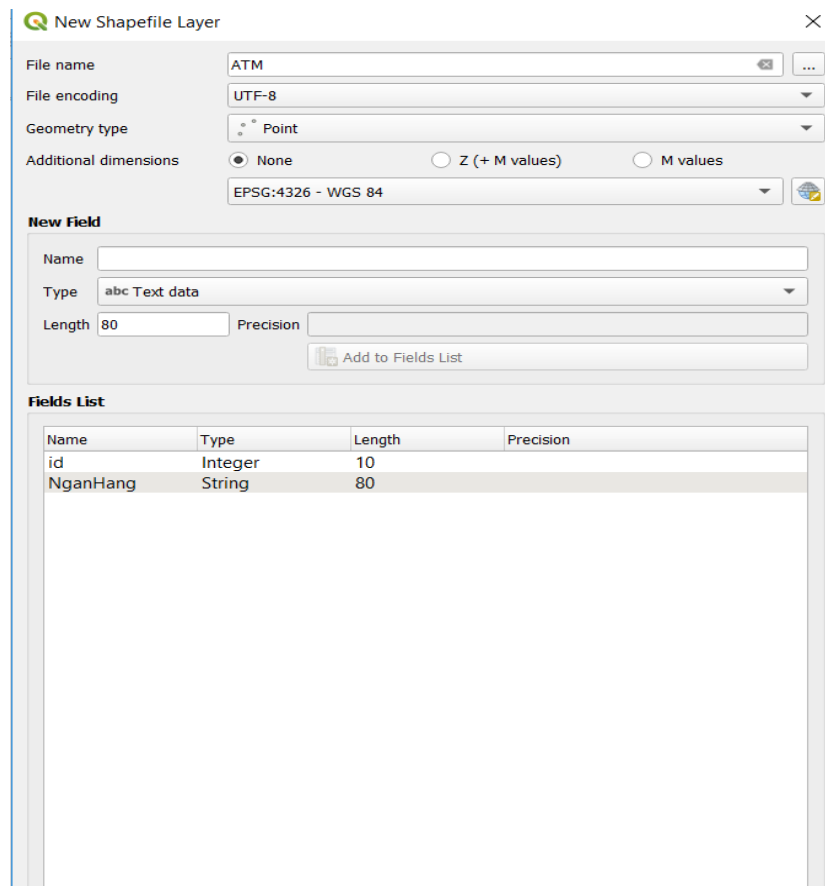 New Shapefile Layer
File name ATM ...
File encoding UTF-8
Geometry type Point
Additional dimensions None Z (+ M values) M values
EPSG:4326 - WGS 84
New Field
Name
Type abc Text data
Length 80 Precision
Add to Fields List
Fields List
Name Type Length Precision
id Integer 10
NganHang String 80